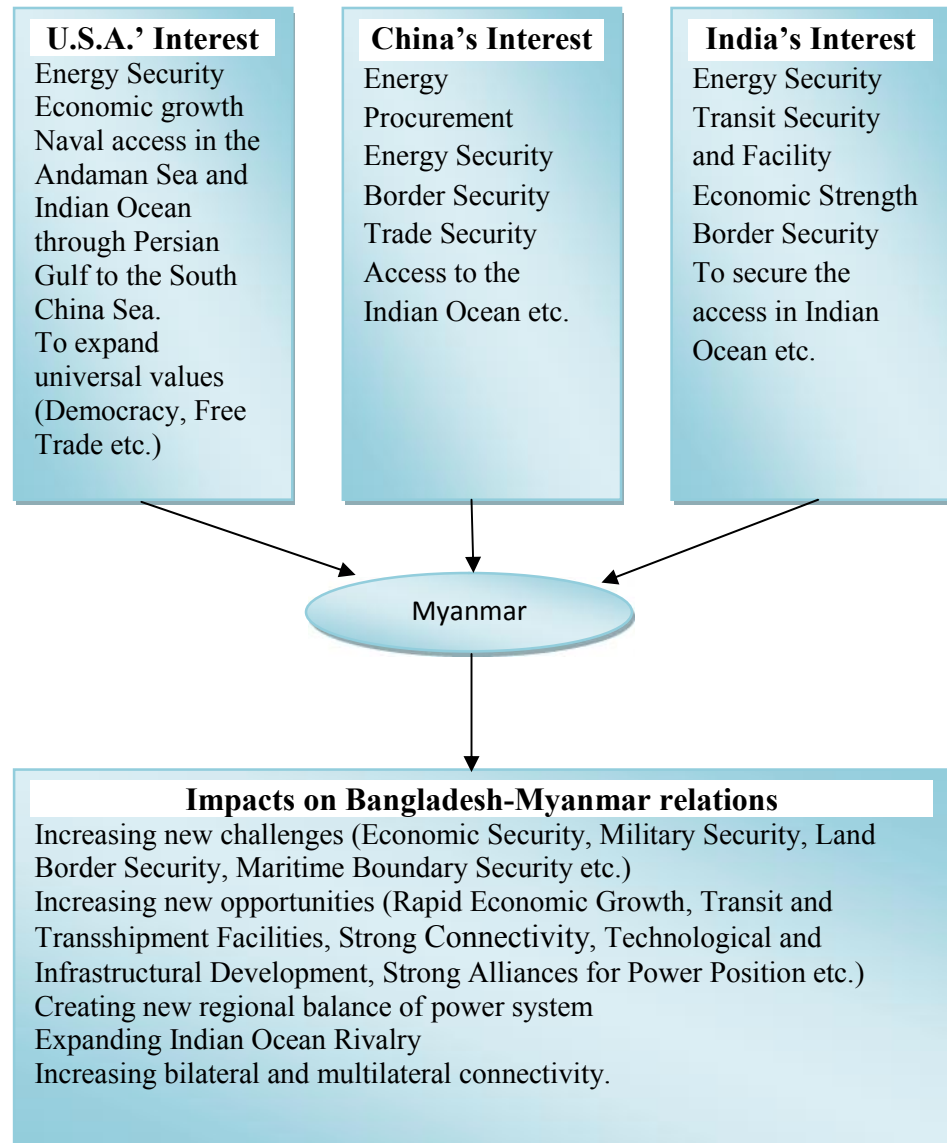 U.S.A.’ Interest
Energy Security
Economic growth
Naval access in the
Andaman Sea and
Indian Ocean
through Persian
Gulf to the South
China Sea.
To expand
universal values
(Democracy, Free
Trade etc.)
China’s Interest
Energy
Procurement
Energy Security
Border Security
Trade Security
Access to the
Indian Ocean etc.
India’s Interest
Energy Security
Transit Security
and Facility
Economic Strength
Border Security
To secure the
access in Indian
Ocean etc.
Myanmar
Impacts on Bangladesh-Myanmar relations
Increasing new challenges (Economic Security, Military Security, Land
Border Security, Maritime Boundary Security etc.)
Increasing new opportunities (Rapid Economic Growth, Transit and
Transshipment Facilities, Strong Connectivity, Technological and
Infrastructural Development, Strong Alliances for Power Position etc.)
Creating new regional balance of power system
Expanding Indian Ocean Rivalry
Increasing bilateral and multilateral connectivity.